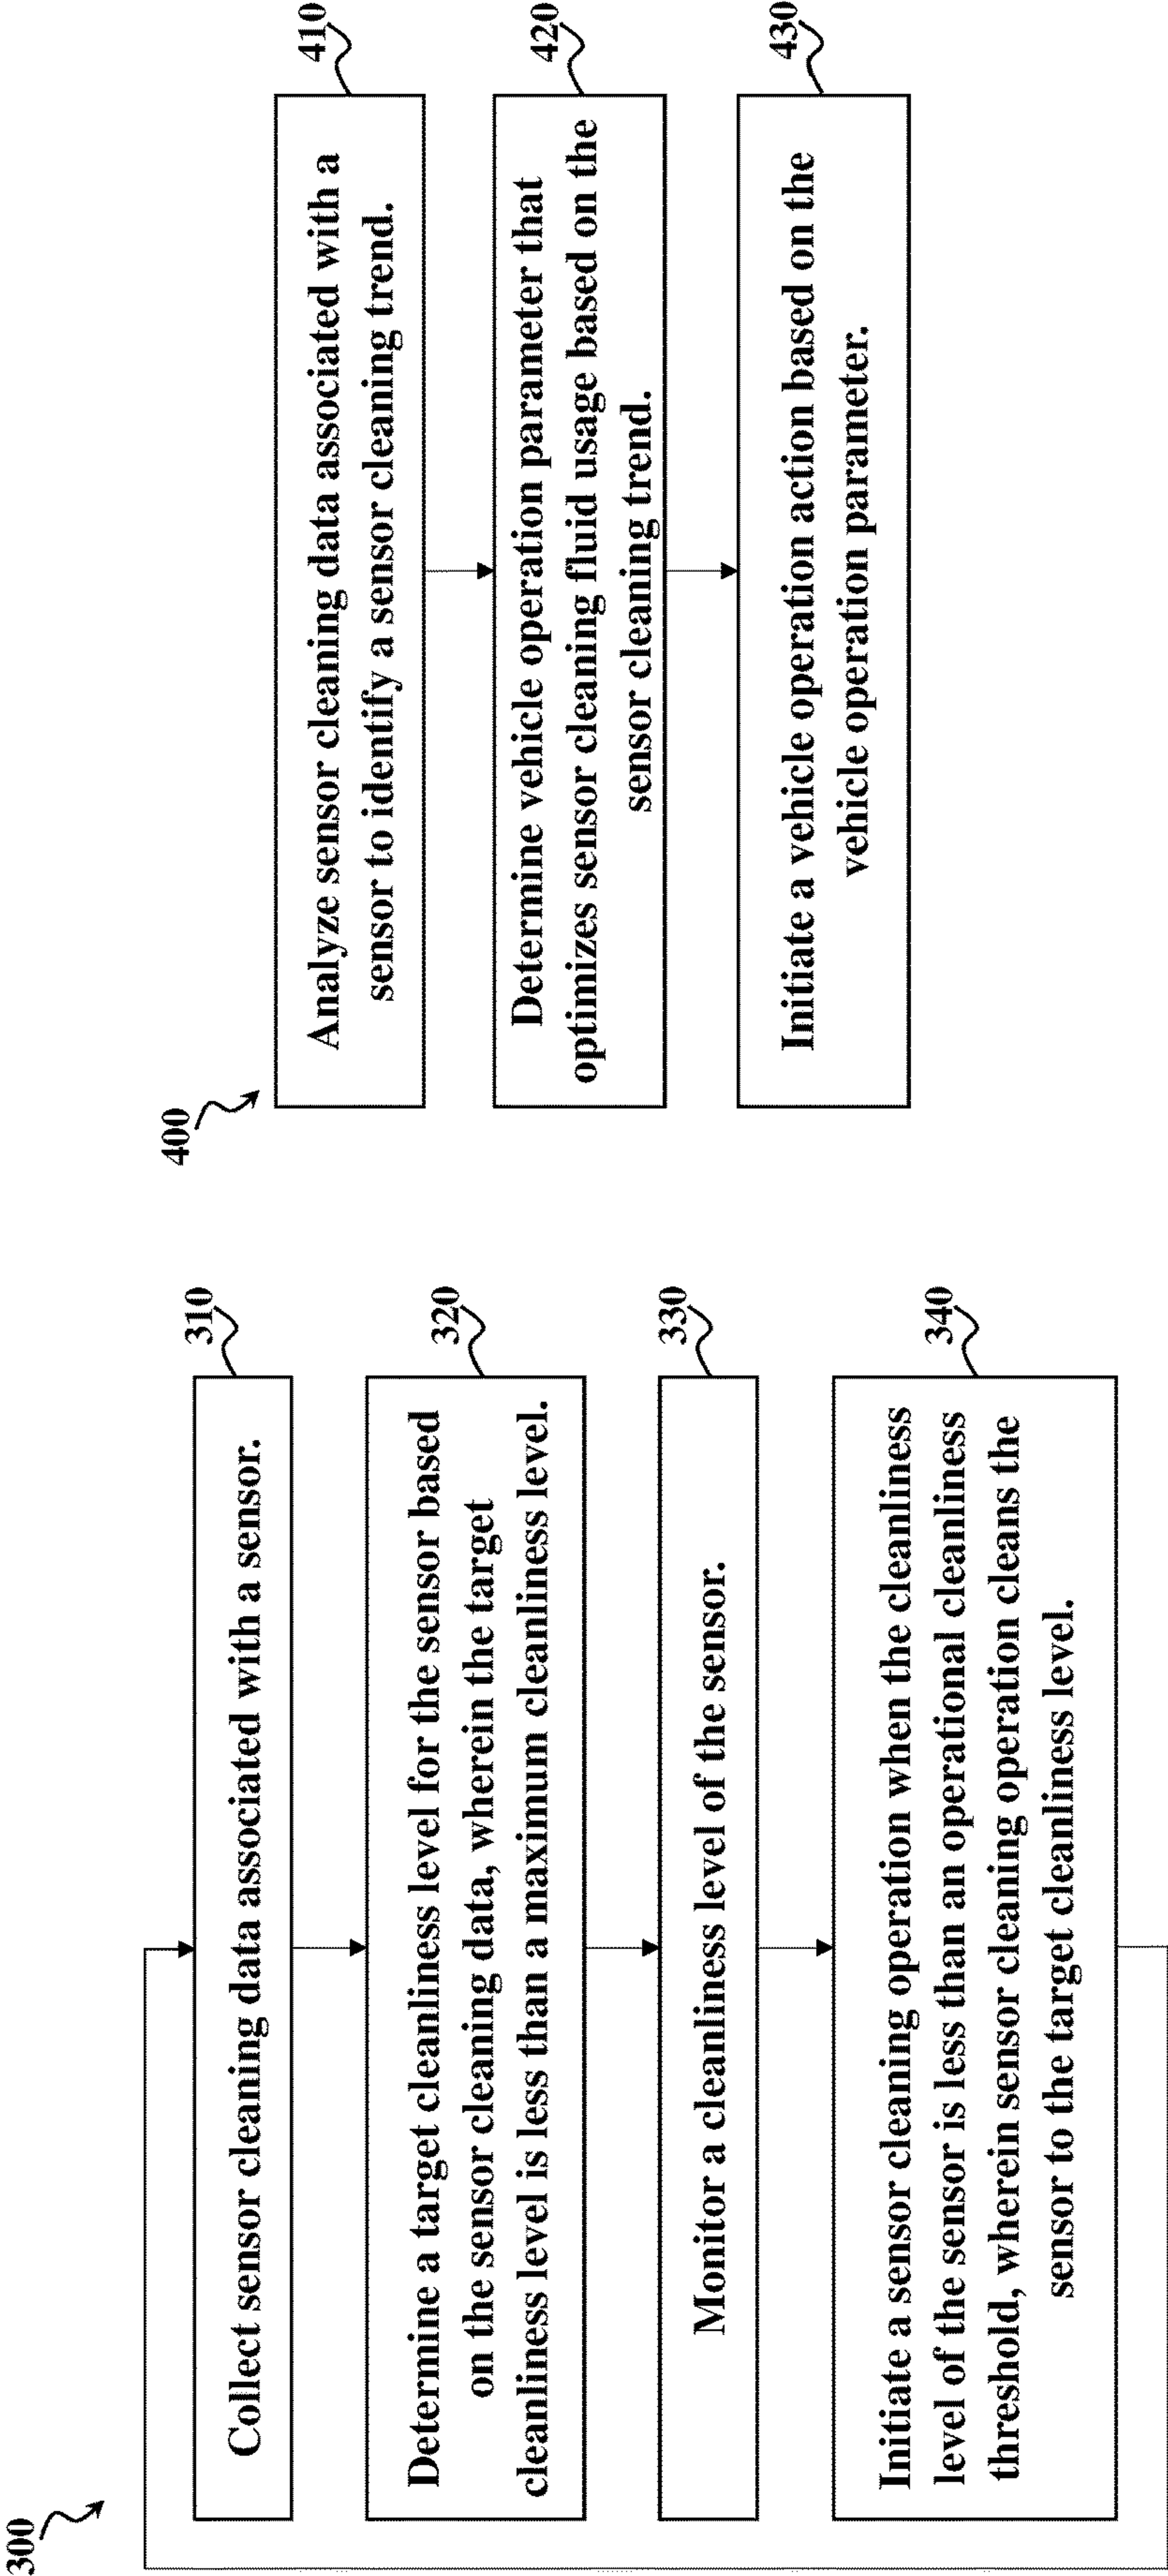 300
310
Collect sensor cleaning data associated with a sensor.
320
Determine a target cleanliness level for the sensor based
on the sensor cleaning data, wherein the target
cleanliness level is less than a maximum cleanliness level.
330
Monitor a cleanliness level of the sensor.
340
Initiate a sensor cleaning operation when the cleanliness
level of the sensor is less than an operational cleanliness
threshold, wherein sensor cleaning operation cleans the
sensor to the target cleanliness level.
400
410
Analyze sensor cleaning data associated with a
sensor to identify a sensor cleaning trend.
420
Determine vehicle operation parameter that
optimizes sensor cleaning fluid usage based on the
sensor cleaning trend.
430
Initiate a vehicle operation action based on the
vehicle operation parameter.